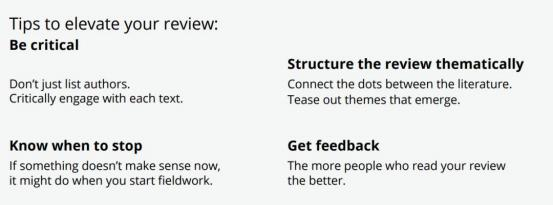 Tips to elevate your review:
Be critical
Don't just list authors.
Critically engage with each text.
Structure the review thematically
Connect the dots between the literature.
Tease out themes that emerge.
Know when to stop
If something doesn't make sense now,
it might do when you start fieldwork.
Get feedback
The more people who read your review
the better.